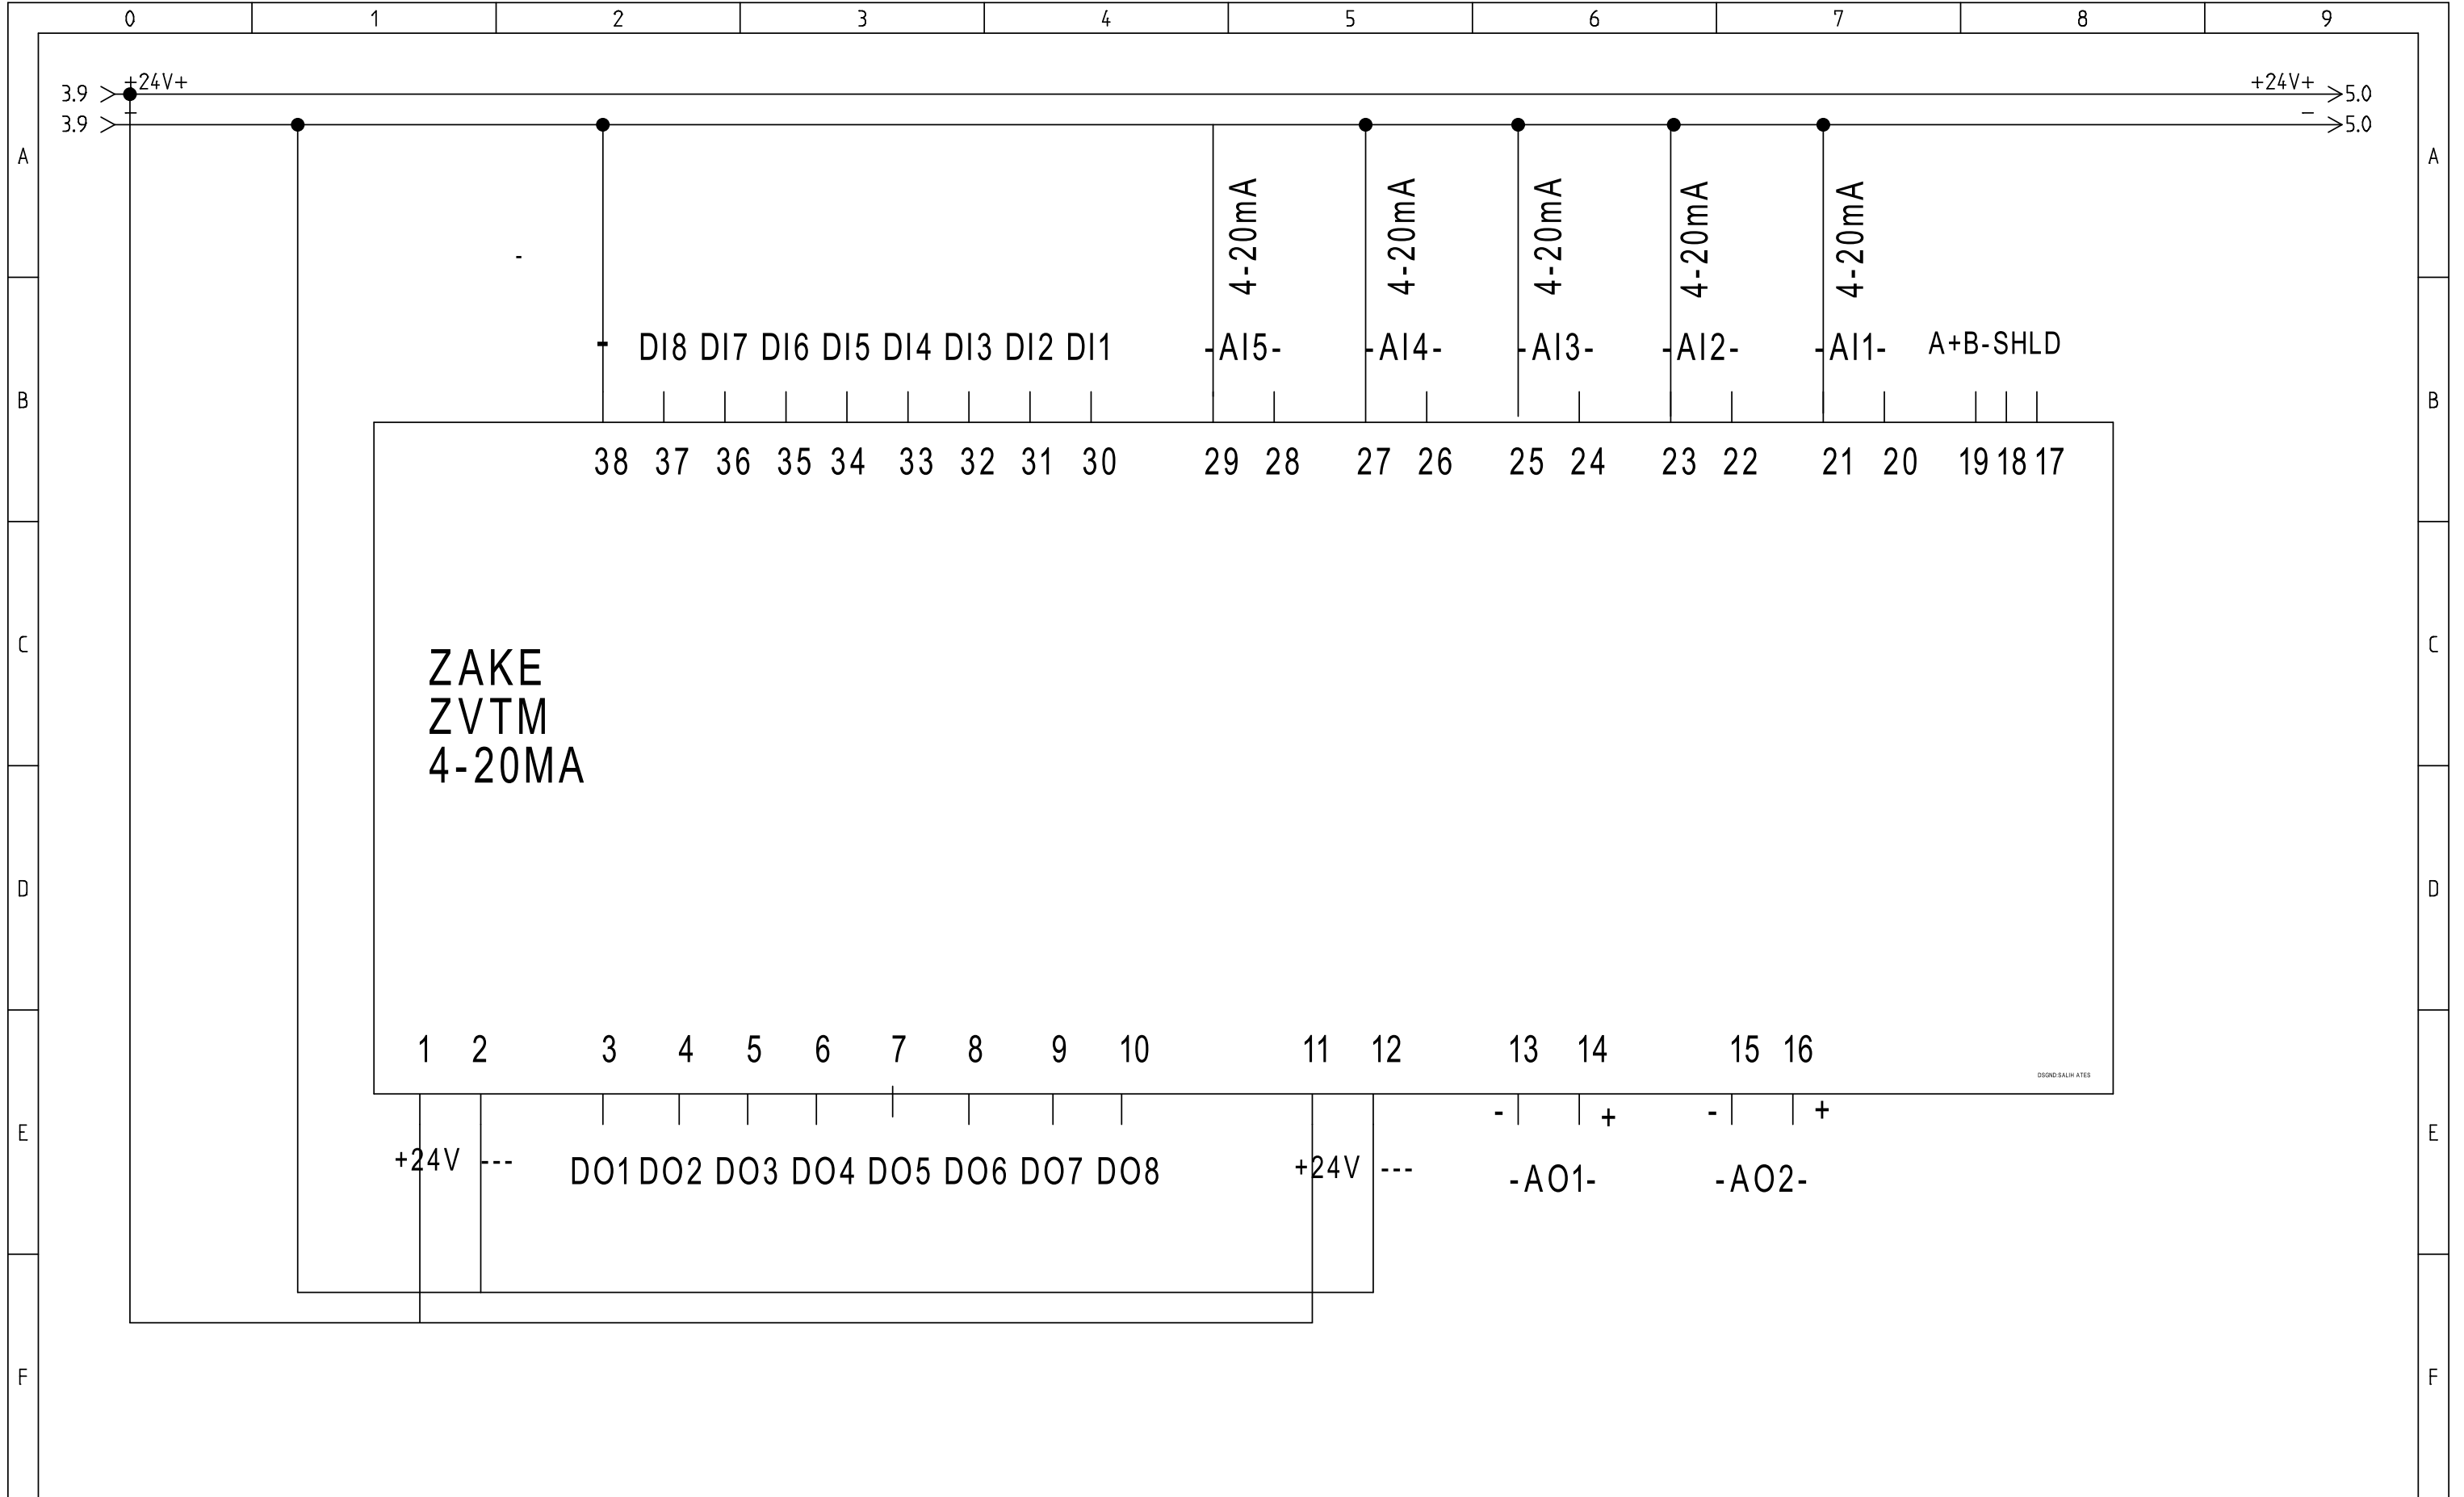 0 1 2 3 4 5 6 7 8 9
3.9 +24V+ +24V+ 5.0
3.9 - - 5.0
A A
4-20mA 4-20mA 4-20mA 4-20mA 4-20mA
-
- DI8 DI7 DI6 DI5 DI4 DI3 DI2 DI1 -AI5- -AI4- -AI3- -AI2- -AI1- A+B-SHLD
B B
38 37 36 35 34 33 32 31 30 29 28 27 26 25 24 23 22 21 20 19 18 17
C C
ZAKE
ZVTM
4-20MA
D D
1 2 3 4 5 6 7 8 9 10 11 12 13 14 15 16
DSGND:SALIH ATES
- + - +
E E
+24V --- DO1 DO2 DO3 DO4 DO5 DO6 DO7 DO8 +24V --- -AO1- -AO2-
F F